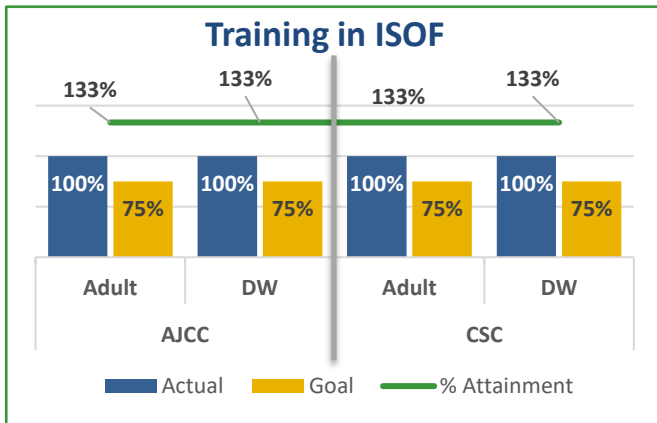 Training in ISOF
133% 133% 133% 133%
100% 75% 100% 75% 100% 75% 100% 75%
Adult DW Adult DW
AJCC CSC
Actual Goal % Attainment